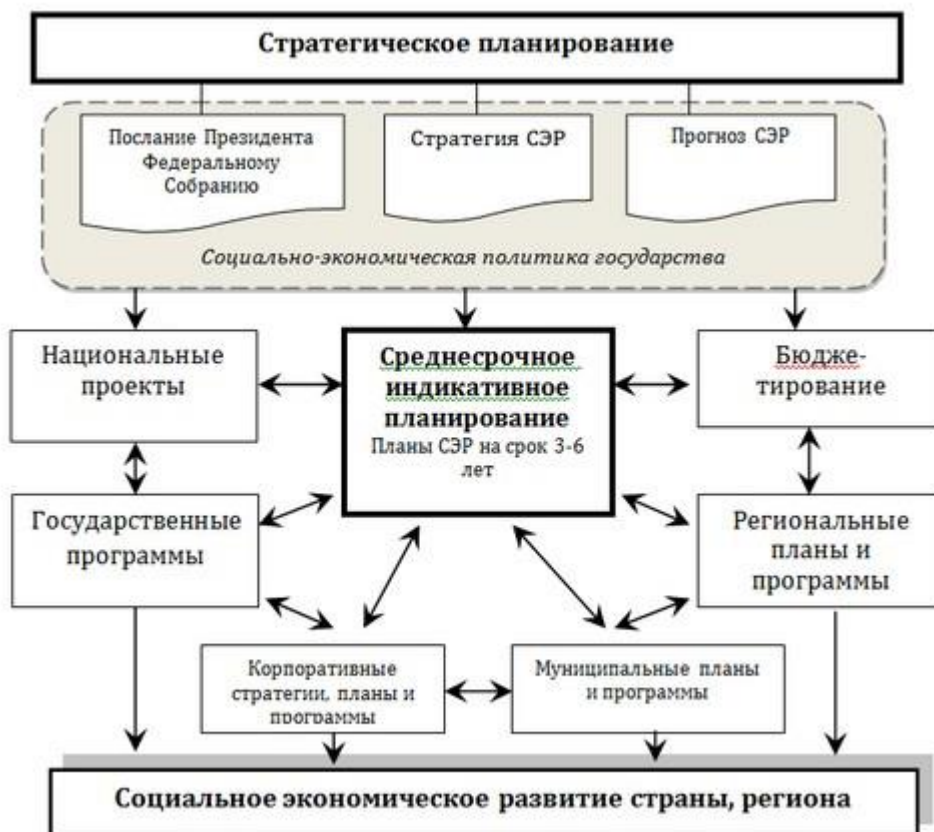 Стратегическое планирование
Послание Президента
Федеральному
Собранию
Стратегия СЭР
Прогноз СЭР
Социально-экономическая политика государства
Национальные
проекты
Среднесрочное
индикативное
планирование
Планы СЭР на срок 3-6
лет
Бюдже-
тирование
Государственные
программы
Региональные
планы и
программы
Корпоративные
стратегии, планы и
программы
Муниципальные планы
и программы
Социальное экономическое развитие страны, региона